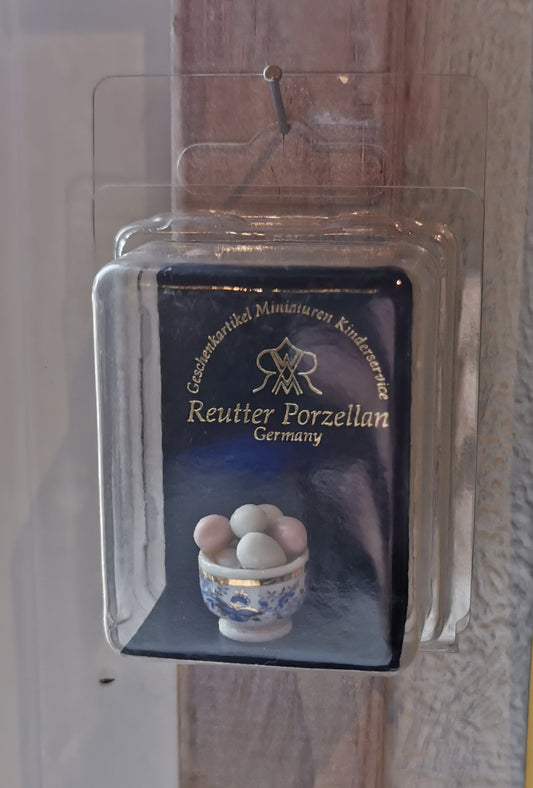 Geschenkartikel Miniaturen Kinderservice
Reutter Porzellan
Germany